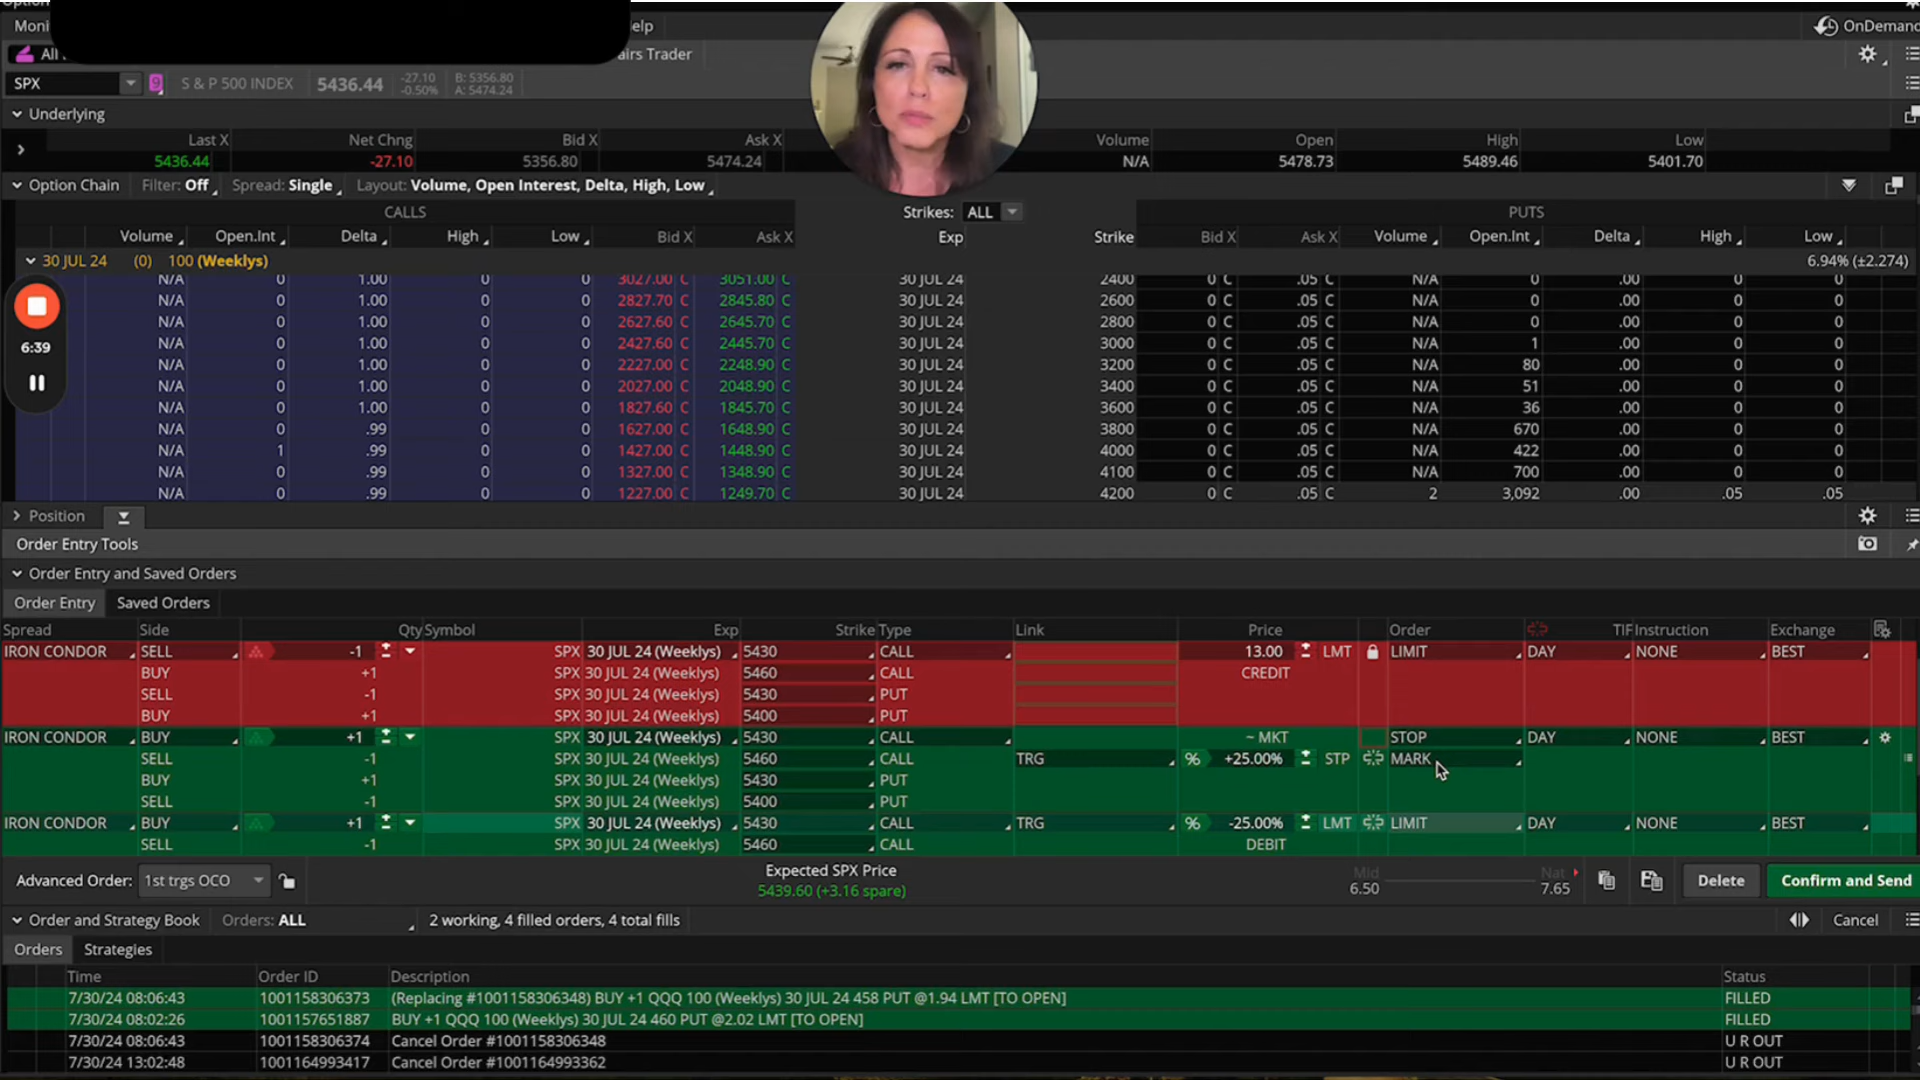 Moni elp OnDemand
All airs Trader
SPX 9 S & P 500 INDEX 5436.44 -27.10 -0.50% B: 5356.80 A: 5474.24
Underlying
Last X Net Chng Bid X Ask X Volume Open High Low
5436.44 -27.10 5356.80 5474.24 N/A 5478.73 5489.46 5401.70
Option Chain Filter: Off Spread: Single Layout: Volume, Open Interest, Delta, High, Low
CALLS Strikes: ALL PUTS
Volume Open.Int Delta High Low Bid X Ask X Exp Strike Bid X Ask X Volume Open.Int Delta High Low
30 JUL 24 (0) 100 (Weeklys) 6.94% (±2.274)
N/A 0 1.00 0 0 3027.00 C 3051.00 C 30 JUL 24 2400 0 C .05 C N/A 0 .00 0 0
N/A 0 1.00 0 0 2827.70 C 2845.80 C 30 JUL 24 2600 0 C .05 C N/A 0 .00 0 0
N/A 0 1.00 0 0 2627.60 C 2645.70 C 30 JUL 24 2800 0 C .05 C N/A 0 .00 0 0
6:39 N/A 0 1.00 0 0 2427.60 C 2445.70 C 30 JUL 24 3000 0 C .05 C N/A 1 .00 0 0
N/A 0 1.00 0 0 2227.00 C 2248.90 C 30 JUL 24 3200 0 C .05 C N/A 80 .00 0 0
N/A 0 1.00 0 0 2027.00 C 2048.90 C 30 JUL 24 3400 0 C .05 C N/A 51 .00 0 0
N/A 0 1.00 0 0 1827.60 C 1845.70 C 30 JUL 24 3600 0 C .05 C N/A 36 .00 0 0
N/A 0 .99 0 0 1627.00 C 1648.90 C 30 JUL 24 3800 0 C .05 C N/A 670 .00 0 0
N/A 1 .99 0 0 1427.00 C 1448.90 C 30 JUL 24 4000 0 C .05 C N/A 422 .00 0 0
N/A 0 .99 0 0 1327.00 C 1348.90 C 30 JUL 24 4100 0 C .05 C N/A 700 .00 0 0
N/A 0 .99 0 0 1227.00 C 1249.70 C 30 JUL 24 4200 0 C .05 C 2 3,092 .00 .05 .05
Position
Order Entry Tools
Order Entry and Saved Orders
Order Entry Saved Orders
Spread Side Qty Symbol Exp Strike Type Link Price Order TIF Instruction Exchange
IRON CONDOR SELL -1 SPX 30 JUL 24 (Weeklys) 5430 CALL 13.00 LMT LIMIT DAY NONE BEST
BUY +1 SPX 30 JUL 24 (Weeklys) 5460 CALL CREDIT
SELL -1 SPX 30 JUL 24 (Weeklys) 5430 PUT
BUY +1 SPX 30 JUL 24 (Weeklys) 5400 PUT
IRON CONDOR BUY +1 SPX 30 JUL 24 (Weeklys) 5430 CALL ~ MKT STOP DAY NONE BEST
SELL -1 SPX 30 JUL 24 (Weeklys) 5460 CALL TRG % +25.00% STP MARK
BUY +1 SPX 30 JUL 24 (Weeklys) 5430 PUT
SELL -1 SPX 30 JUL 24 (Weeklys) 5400 PUT
IRON CONDOR BUY +1 SPX 30 JUL 24 (Weeklys) 5430 CALL TRG % -25.00% LMT LIMIT DAY NONE BEST
SELL -1 SPX 30 JUL 24 (Weeklys) 5460 CALL DEBIT
Advanced Order: 1st trgs OCO Expected SPX Price 5439.60 (+3.16 spare) Mid 6.50 Nat 7.65 Delete Confirm and Send
Order and Strategy Book Orders: ALL 2 working, 4 filled orders, 4 total fills Cancel
Orders Strategies
Time Order ID Description Status
7/30/24 08:06:43 1001158306373 (Replacing #1001158306348) BUY +1 QQQ 100 (Weeklys) 30 JUL 24 458 PUT @1.94 LMT [TO OPEN] FILLED
7/30/24 08:02:26 1001157651887 BUY +1 QQQ 100 (Weeklys) 30 JUL 24 460 PUT @2.02 LMT [TO OPEN] FILLED
7/30/24 08:06:43 1001158306374 Cancel Order #1001158306348 U R OUT
7/30/24 13:02:48 1001164993417 Cancel Order #1001164993362 U R OUT